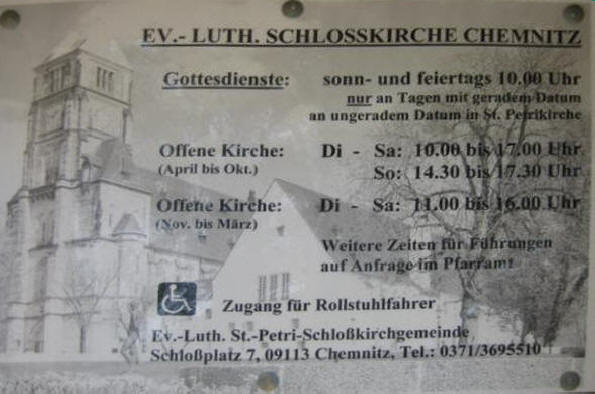 EV.- LUTH. SCHLOSSKIRCHE CHEMNITZ
Gottesdienste: sonn- und feiertags 10.00 Uhr
nur an Tagen mit geradem Datum
an ungeradem Datum in St. Petrikirche
Offene Kirche: Di - Sa: 10.00 bis 17.00 Uhr
(April bis Okt.) So: 14.30 bis 17.30 Uhr
Offene Kirche: Di - Sa: 11.00 bis 16.00 Uhr
(Nov. bis März)
Weitere Zeiten für Führungen
auf Anfrage im Pfarramt
Zugang für Rollstuhlfahrer
Ev.-Luth. St.-Petri-Schloßkirchgemeinde
Schloßplatz 7, 09113 Chemnitz, Tel.: 0371/3695510